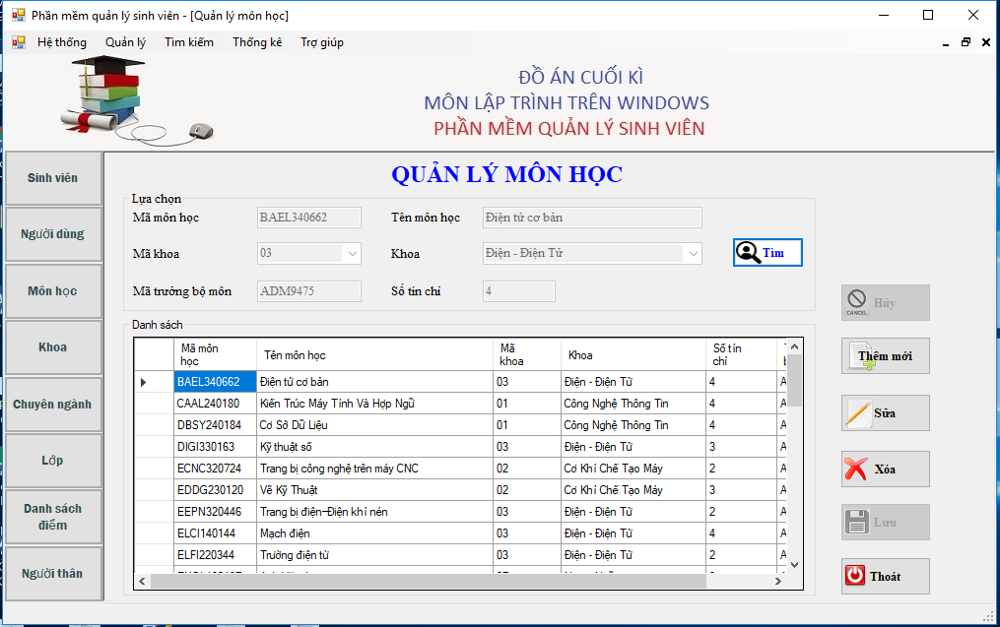 Phần mềm quản lý sinh viên - [Quản lý môn học]
Hệ thống Quản lý Tìm kiếm Thống kê Trợ giúp
ĐỒ ÁN CUỐI KÌ
MÔN LẬP TRÌNH TRÊN WINDOWS
PHẦN MỀM QUẢN LÝ SINH VIÊN
Sinh viên
Người dùng
Môn học
Khoa
Chuyên ngành
Lớp
Danh sách
điểm
Người thân
QUẢN LÝ MÔN HỌC
Lựa chọn
Mã môn học BAEL340662 Tên môn học Điện tử cơ bản
Mã khoa 03 Khoa Điện - Điện Tử
Tìm
Mã trưởng bộ môn ADM9475 Số tín chỉ 4
Danh sách
Mã môn học Tên môn học Mã khoa Khoa Số tín chỉ
BAEL340662 Điện tử cơ bản 03 Điện - Điện Tử 4 A
CAAL240180 Kiến Trúc Máy Tính Và Hợp Ngũ 01 Công Nghệ Thông Tin 4 A
DBSY240184 Cơ Sở Dữ Liệu 01 Công Nghệ Thông Tin 4 A
DIGI330163 Kỹ thuật số 03 Điện - Điện Tử 3 A
ECNC320724 Trang bị công nghệ trên máy CNC 02 Cơ Khí Chế Tạo Máy 2 A
EDDG230120 Vẽ Kỹ Thuật 02 Cơ Khí Chế Tạo Máy 3 A
EEPN320446 Trang bị điện-Điện khí nén 03 Điện - Điện Tử 2 A
ELCI140144 Mạch điện 03 Điện - Điện Tử 4 A
ELFI220344 Trường điện từ 03 Điện - Điện Tử 2 A
CANCEL Hủy
Thêm mới
Sửa
Xóa
Lưu
Thoát